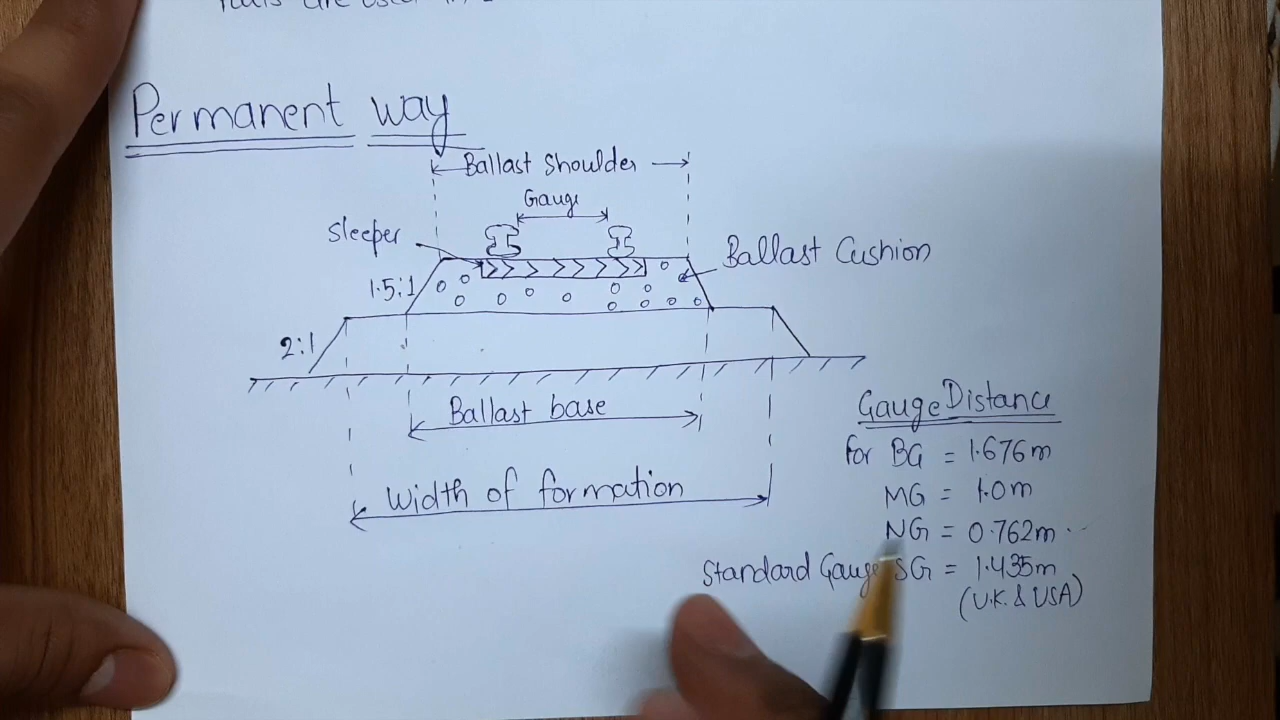 Permanent way
Ballast Shoulder
Gauge
Sleeper
Ballast Cushion
1.5:1
2:1
Ballast base
Width of formation
Gauge Distance
for BG = 1.676m
MG = 1.0m
NG = 0.762m
Standard Gauge SG = 1.435m
(U.K. & USA)